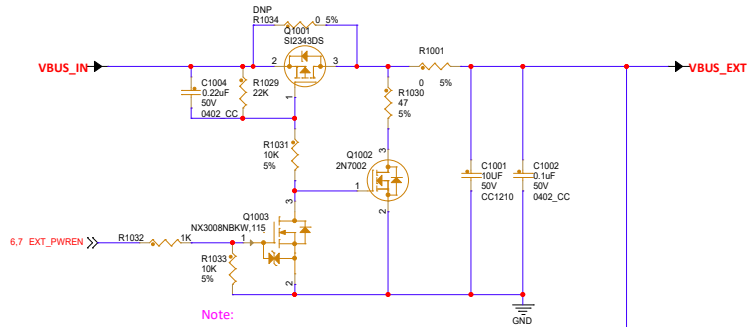 DNP
R1034
0 5%
Q1001
SI2343DS
VBUS_IN
2
3
1
R1001
0 5%
VBUS_EXT
C1004
0.22uF
50V
0402_CC
R1029
22K
R1030
47
5%
R1031
10K
5%
Q1002
2N7002
3
1
2
C1001
10UF
50V
CC1210
C1002
0.1uF
50V
0402_CC
Q1003
NX3008NBKW,115
3
1
2
6,7 EXT_PWREN
R1032
1K
R1033
10K
5%
Note:
GND